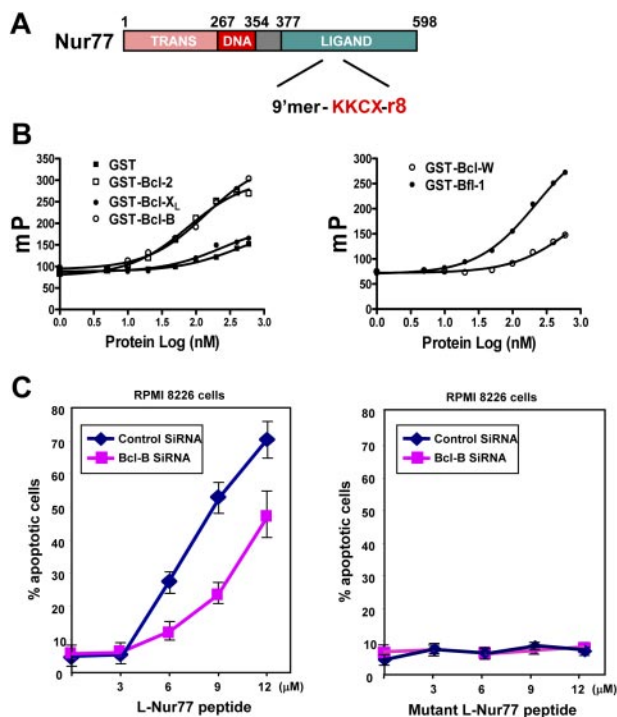 A
1 267 354 377 598
Nur77 TRANS DNA LIGAND
9'mer - KKCX-r8
B
350
300
250
200
150
100
50
0
mP
GST
GST-Bcl-2
GST-Bcl-XL
GST-Bcl-B
0.0 0.5 1.0 1.5 2.0 2.5 3.0
Protein Log (nM)
350
300
250
200
150
100
50
0
mP
GST-Bcl-W
GST-Bfl-1
0.0 0.5 1.0 1.5 2.0 2.5 3.0
Protein Log (nM)
C
RPMI 8226 cells
80
70
60
50
40
30
20
10
0
% apoptotic cells
Control SiRNA
Bcl-B SiRNA
3 6 9 12 (μM)
L-Nur77 peptide
RPMI 8226 cells
80
70
60
50
40
30
20
10
0
% apoptotic cells
Control SiRNA
Bcl-B SiRNA
3 6 9 12 (μM)
Mutant L-Nur77 peptide